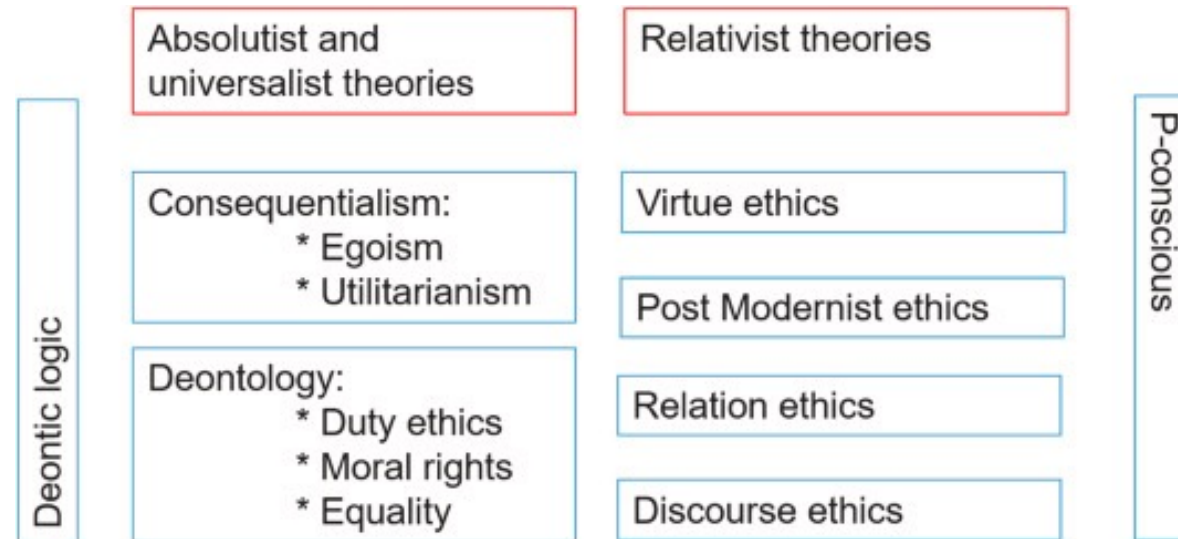 Absolutist and
universalist theories
Relativist theories
Deontic logic
Consequentialism:
* Egoism
* Utilitarianism
Deontology:
* Duty ethics
* Moral rights
* Equality
Virtue ethics
Post Modernist ethics
Relation ethics
Discourse ethics
P-conscious